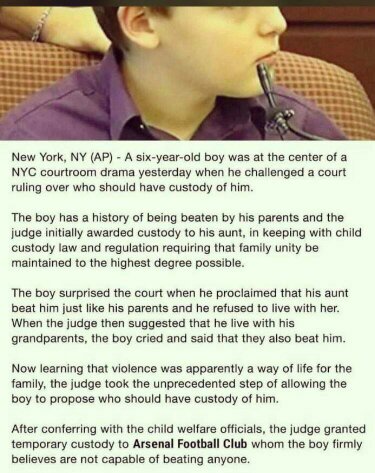 New York, NY (AP) - A six-year-old boy was at the center of a
NYC courtroom drama yesterday when he challenged a court
ruling over who should have custody of him.
The boy has a history of being beaten by his parents and the
judge initially awarded custody to his aunt, in keeping with child
custody law and regulation requiring that family unity be
maintained to the highest degree possible.
The boy surprised the court when he proclaimed that his aunt
beat him just like his parents and he refused to live with her.
When the judge then suggested that he live with his
grandparents, the boy cried and said that they also beat him.
Now learning that violence was apparently a way of life for the
family, the judge took the unprecedented step of allowing the
boy to propose who should have custody of him.
After conferring with the child welfare officials, the judge granted
temporary custody to Arsenal Football Club whom the boy firmly
believes are not capable of beating anyone.